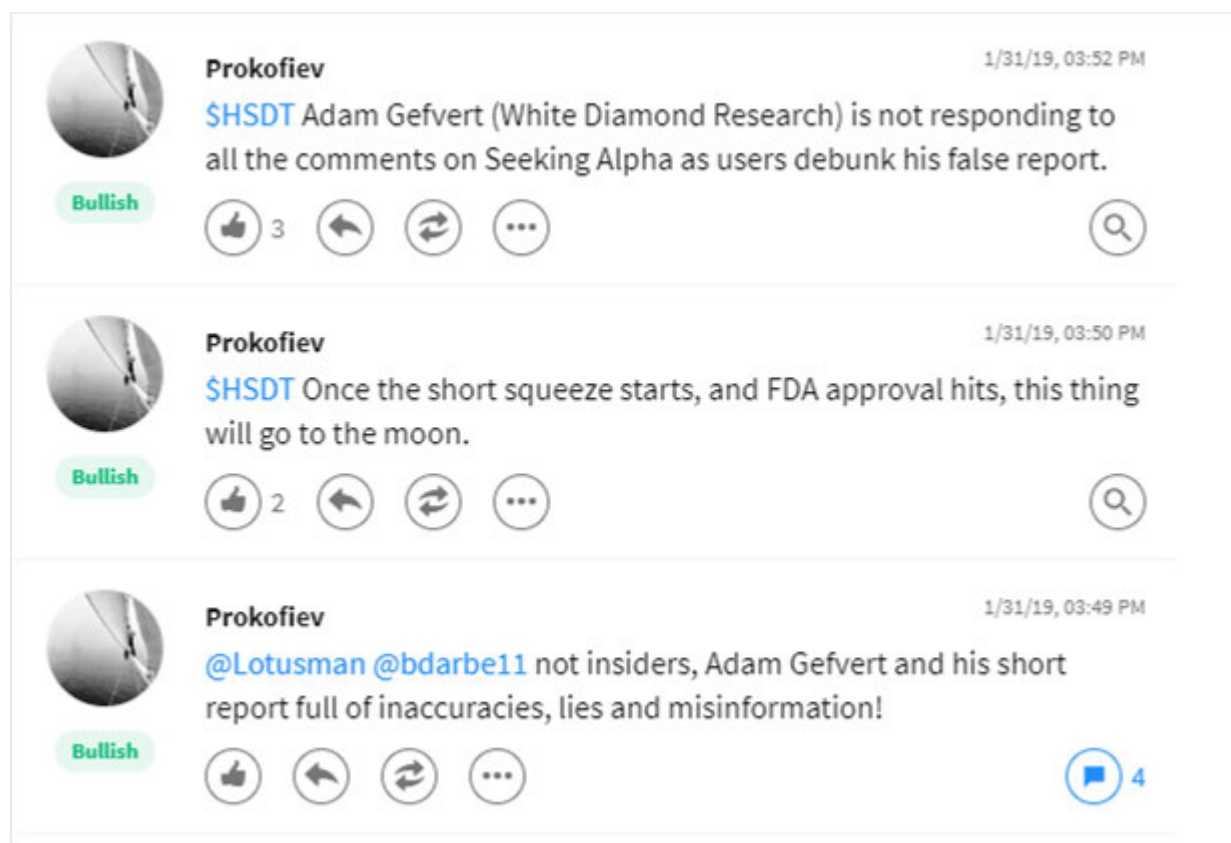 Prokofiev
1/31/19, 03:52 PM
$HSDT Adam Gefvert (White Diamond Research) is not responding to
all the comments on Seeking Alpha as users debunk his false report.
Bullish
3
Prokofiev
1/31/19, 03:50 PM
$HSDT Once the short squeeze starts, and FDA approval hits, this thing
will go to the moon.
Bullish
2
Prokofiev
1/31/19, 03:49 PM
@Lotusman @bdarbe11 not insiders, Adam Gefvert and his short
report full of inaccuracies, lies and misinformation!
Bullish
4